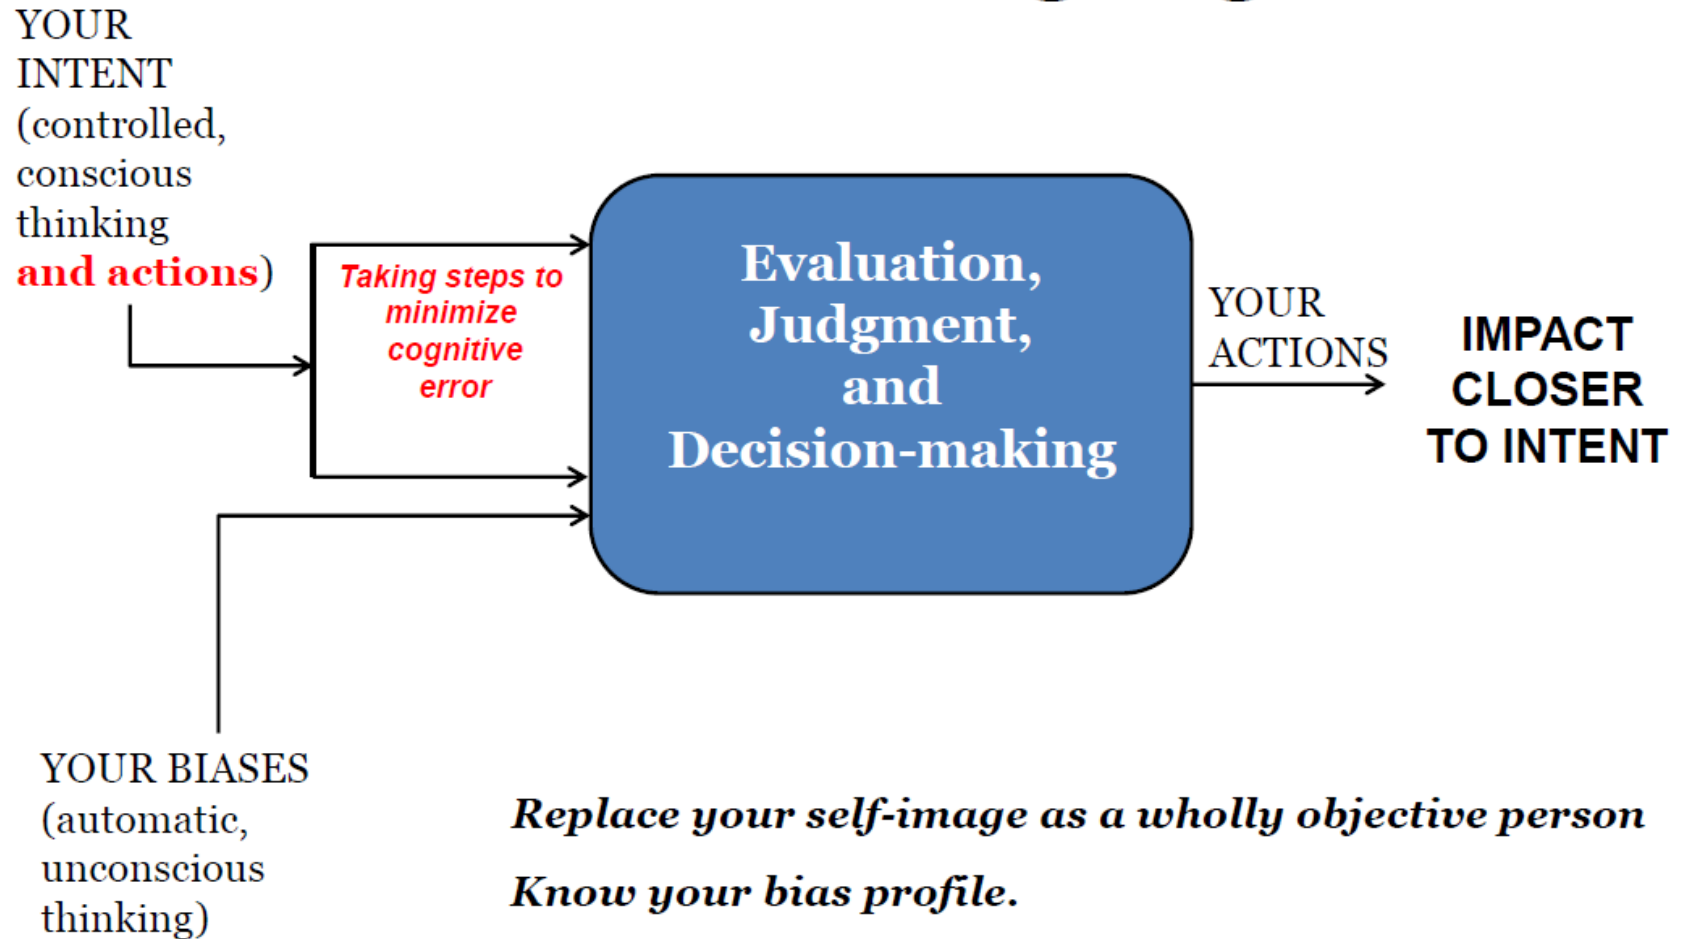 YOUR
INTENT
(controlled,
conscious
thinking
and actions)
Taking steps to
minimize
cognitive
error
Evaluation,
Judgment,
and
Decision-making
YOUR
ACTIONS
IMPACT
CLOSER
TO INTENT
YOUR BIASES
(automatic,
unconscious
thinking)
Replace your self-image as a wholly objective person
Know your bias profile.